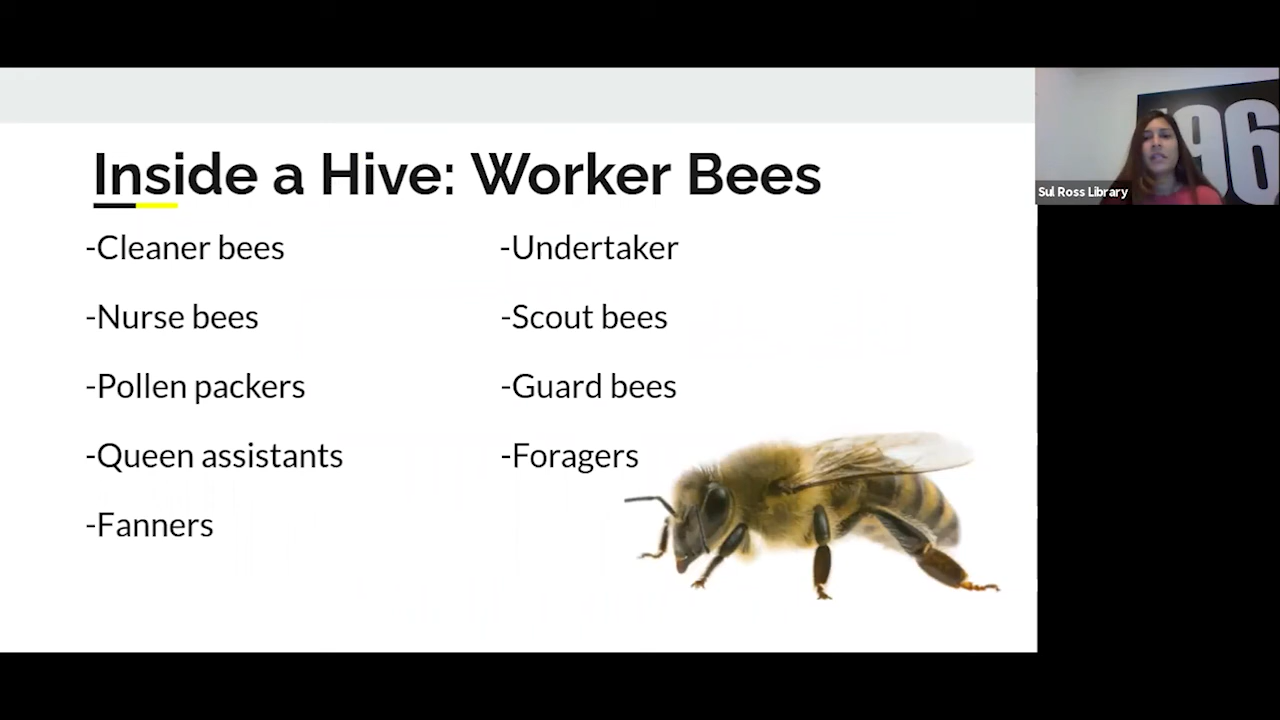 Inside a Hive: Worker Bees
-Cleaner bees
-Nurse bees
-Pollen packers
-Queen assistants
-Fanners
-Undertaker
-Scout bees
-Guard bees
-Foragers
96
Sul Ross Library